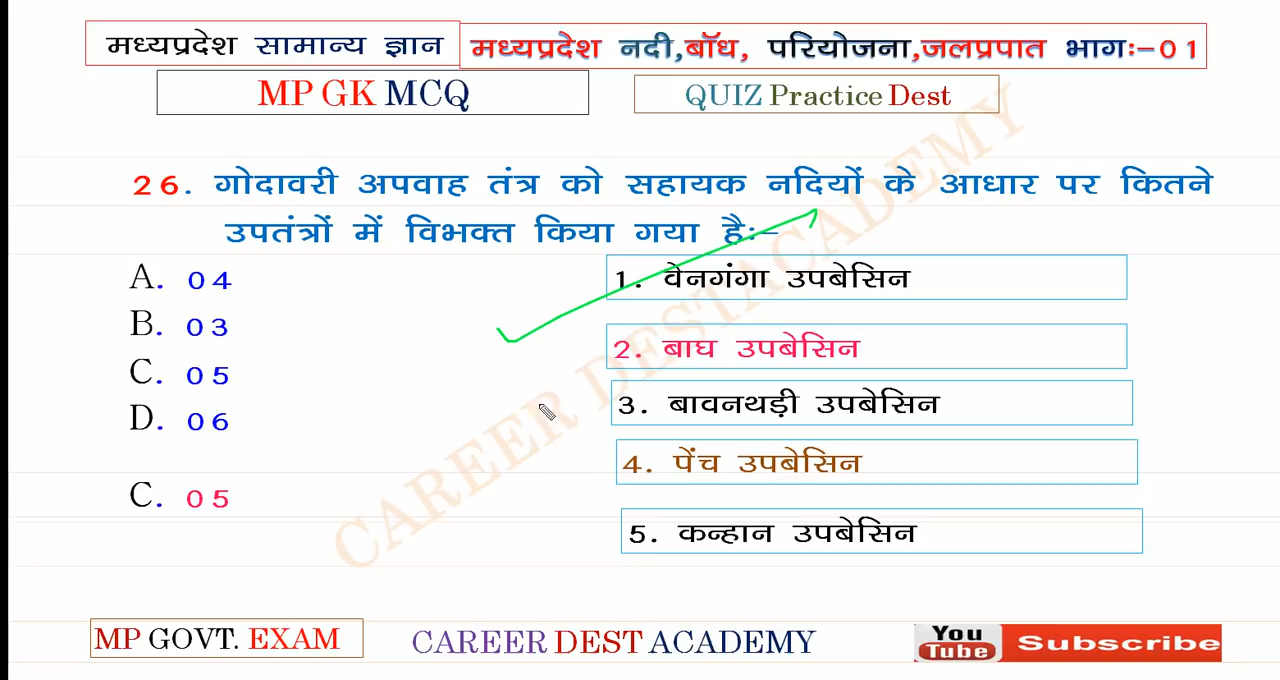 मध्यप्रदेश सामान्य ज्ञान
मध्यप्रदेश नदी,बॉध, परियोजना,जलप्रपात भागः-01
MP GK MCQ
QUIZ Practice Dest
26. गोदावरी अपवाह तंत्र को सहायक नदियों के आधार पर कितने
उपतंत्रों में विभक्त किया गया हैः-
A. 04
B. 03
C. 05
D. 06
C. 05
1. वेनगंगा उपबेसिन
2. बाघ उपबेसिन
3. बावनथड़ी उपबेसिन
4. पेंच उपबेसिन
5. कन्हान उपबेसिन
CAREER DEST ACADEMY
MP GOVT. EXAM
CAREER DEST ACADEMY
You
Tube
Subscribe